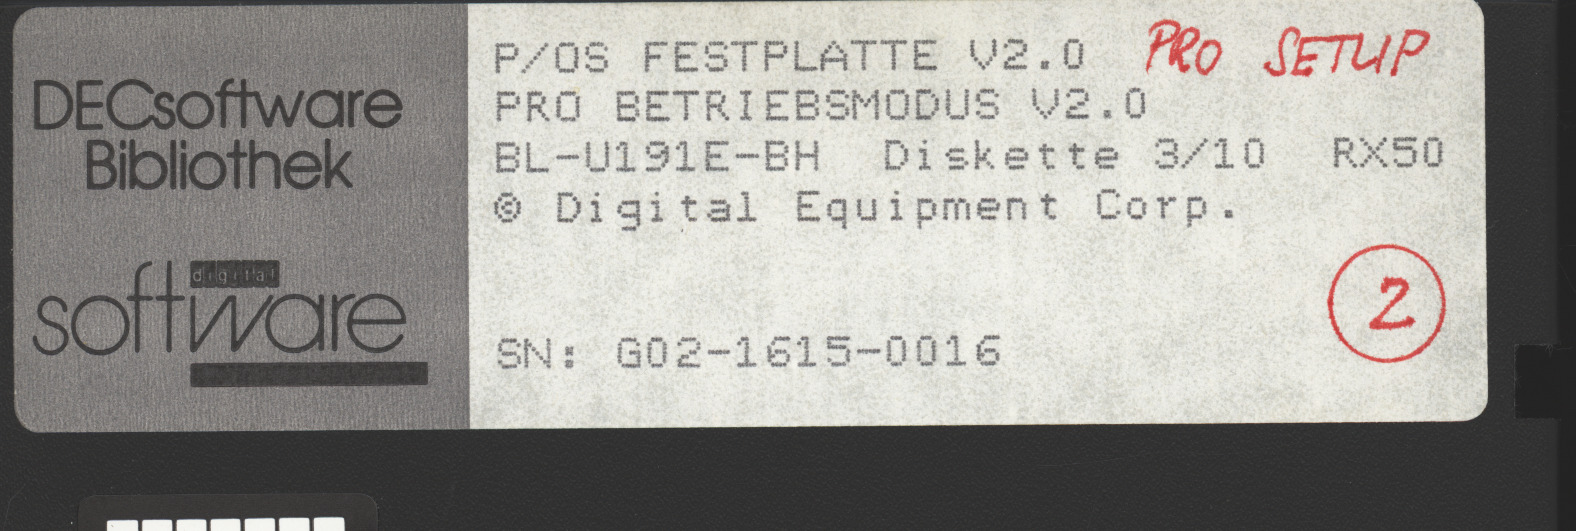 DECsoftware
Bibliothek
digital
software
P/OS FESTPLATTE V2.0 PRO SETUP
PRO BETRIEBSMODUS V2.0
BL-U191E-BH Diskette 3/10 RX50
© Digital Equipment Corp.
2
SN: G02-1615-0016